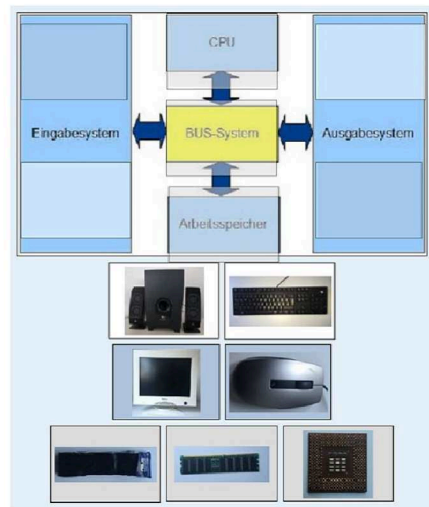 CPU
Eingabesystem
BUS-System
Ausgabesystem
Arbeitsspeicher